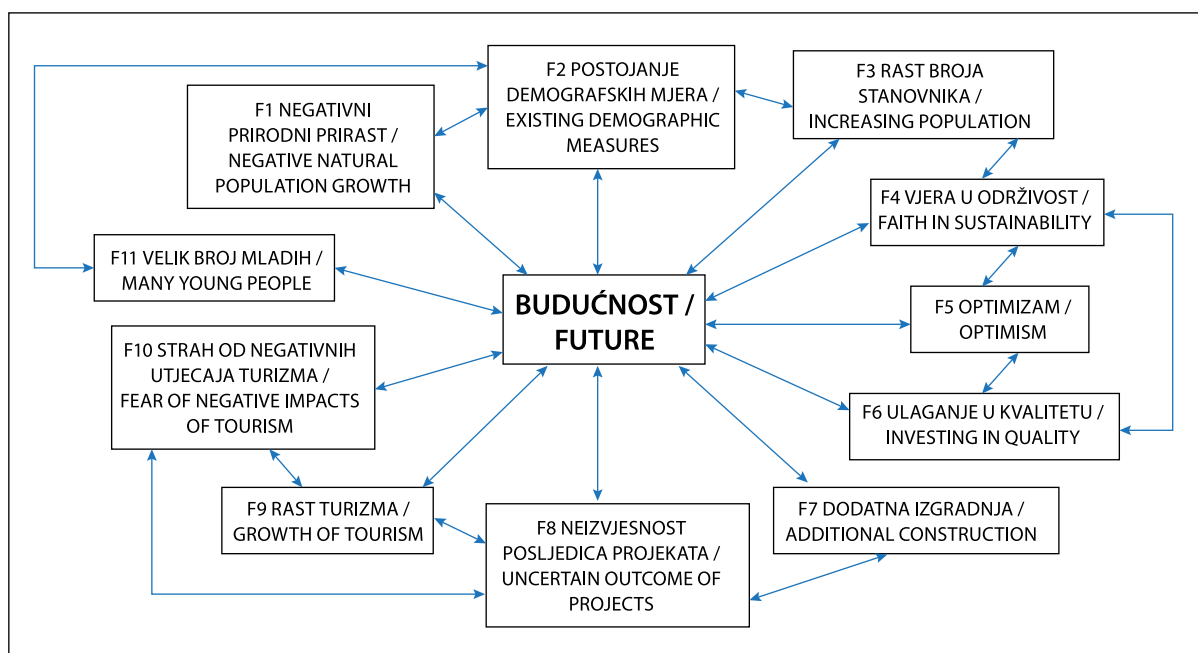 F1 NEGATIVNI
PRIRODNI PRIRAST /
NEGATIVE NATURAL
POPULATION GROWTH
F2 POSTOJANJE
DEMOGRAFSKIH MJERA /
EXISTING DEMOGRAPHIC
MEASURES
F3 RAST BROJA
STANOVNIKA /
INCREASING POPULATION
F4 VJERA U ODRŽIVOST /
FAITH IN SUSTAINABILITY
F5 OPTIMIZAM /
OPTIMISM
F6 ULAGANJE U KVALITETU /
INVESTING IN QUALITY
F7 DODATNA IZGRADNJA /
ADDITIONAL CONSTRUCTION
F8 NEIZVJESNOST
POSLJEDICA PROJEKATA /
UNCERTAIN OUTCOME OF
PROJECTS
F9 RAST TURIZMA /
GROWTH OF TOURISM
F10 STRAH OD NEGATIVNIH
UTJECAJA TURIZMA /
FEAR OF NEGATIVE IMPACTS
OF TOURISM
F11 VELIK BROJ MLADIH /
MANY YOUNG PEOPLE
BUDUĆNOST /
FUTURE